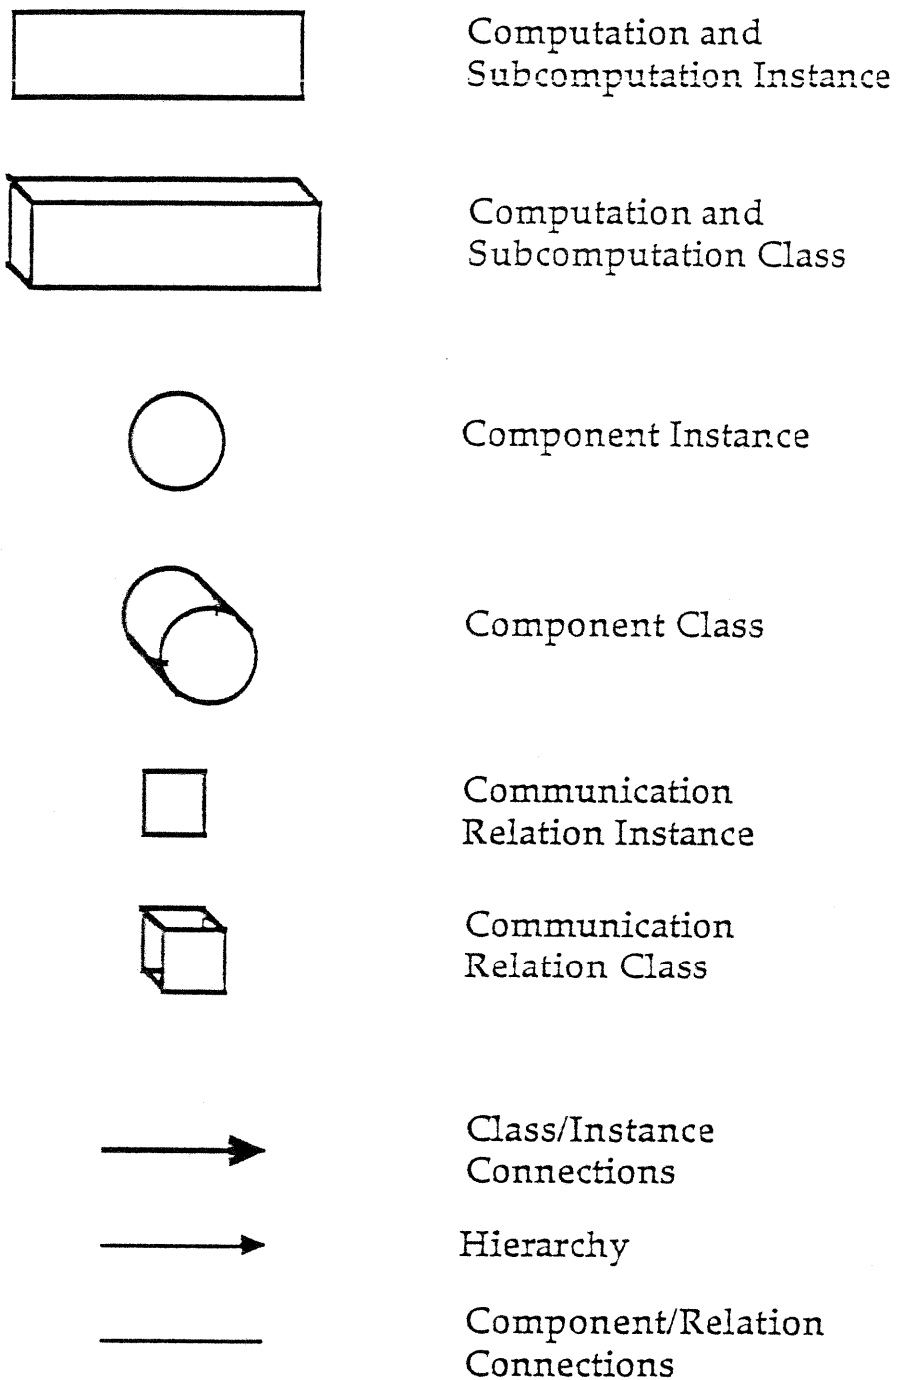 Computation and
Subcomputation Instance
Computation and
Subcomputation Class
Component Instance
Component Class
Communication
Relation Instance
Communication
Relation Class
Class/Instance
Connections
Hierarchy
Component/Relation
Connections